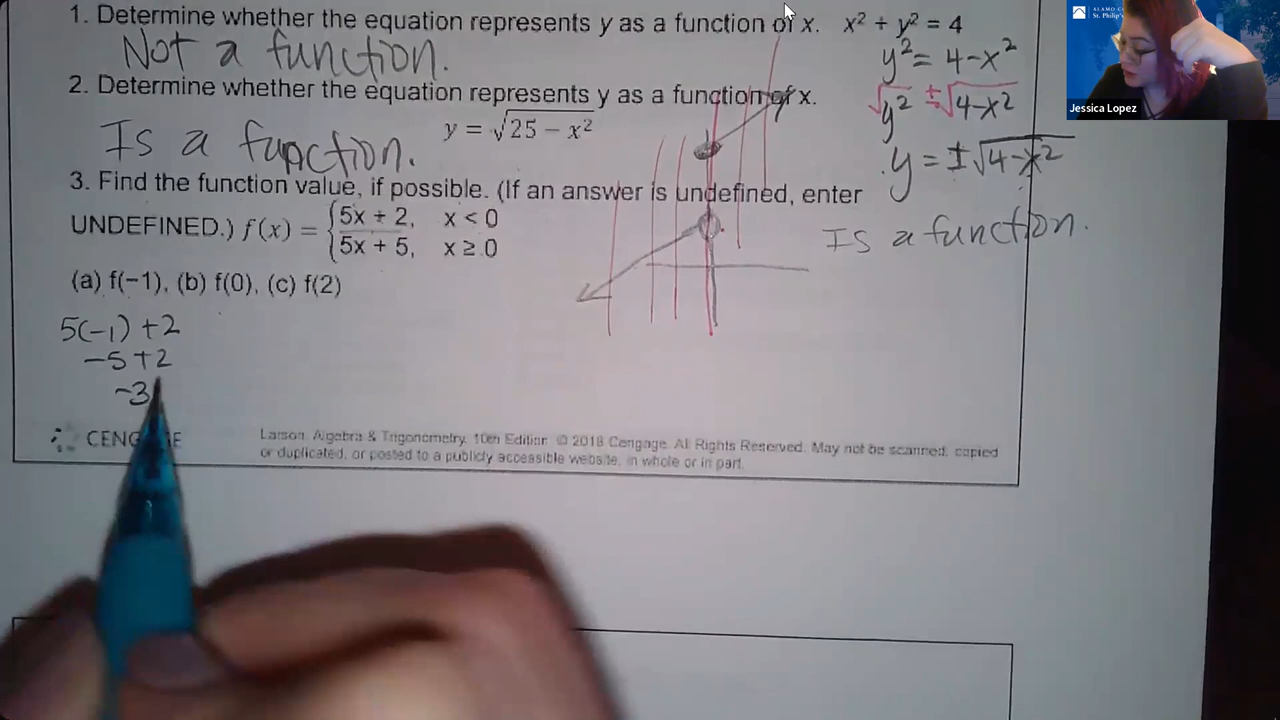 1. Determine whether the equation represents y as a function of x. x² + y² = 4
Not a function.
y² = 4 - x²
2. Determine whether the equation represents y as a function of x.
√y² ±√4-x²
y = √25 − x²
Is a function.
y = ±√4-x²
3. Find the function value, if possible. (If an answer is undefined, enter
UNDEFINED.) f(x) = { 5x + 2, x < 0
5x + 5, x ≥ 0
Is a function.
(a) f(−1), (b) f(0), (c) f(2)
5(-1) + 2
-5 + 2
-3
Larson, Algebra & Trigonometry, 10th Edition. © 2018 Cengage. All Rights Reserved. May not be scanned, copied
or duplicated, or posted to a publicly accessible website, in whole or in part.
Jessica Lopez